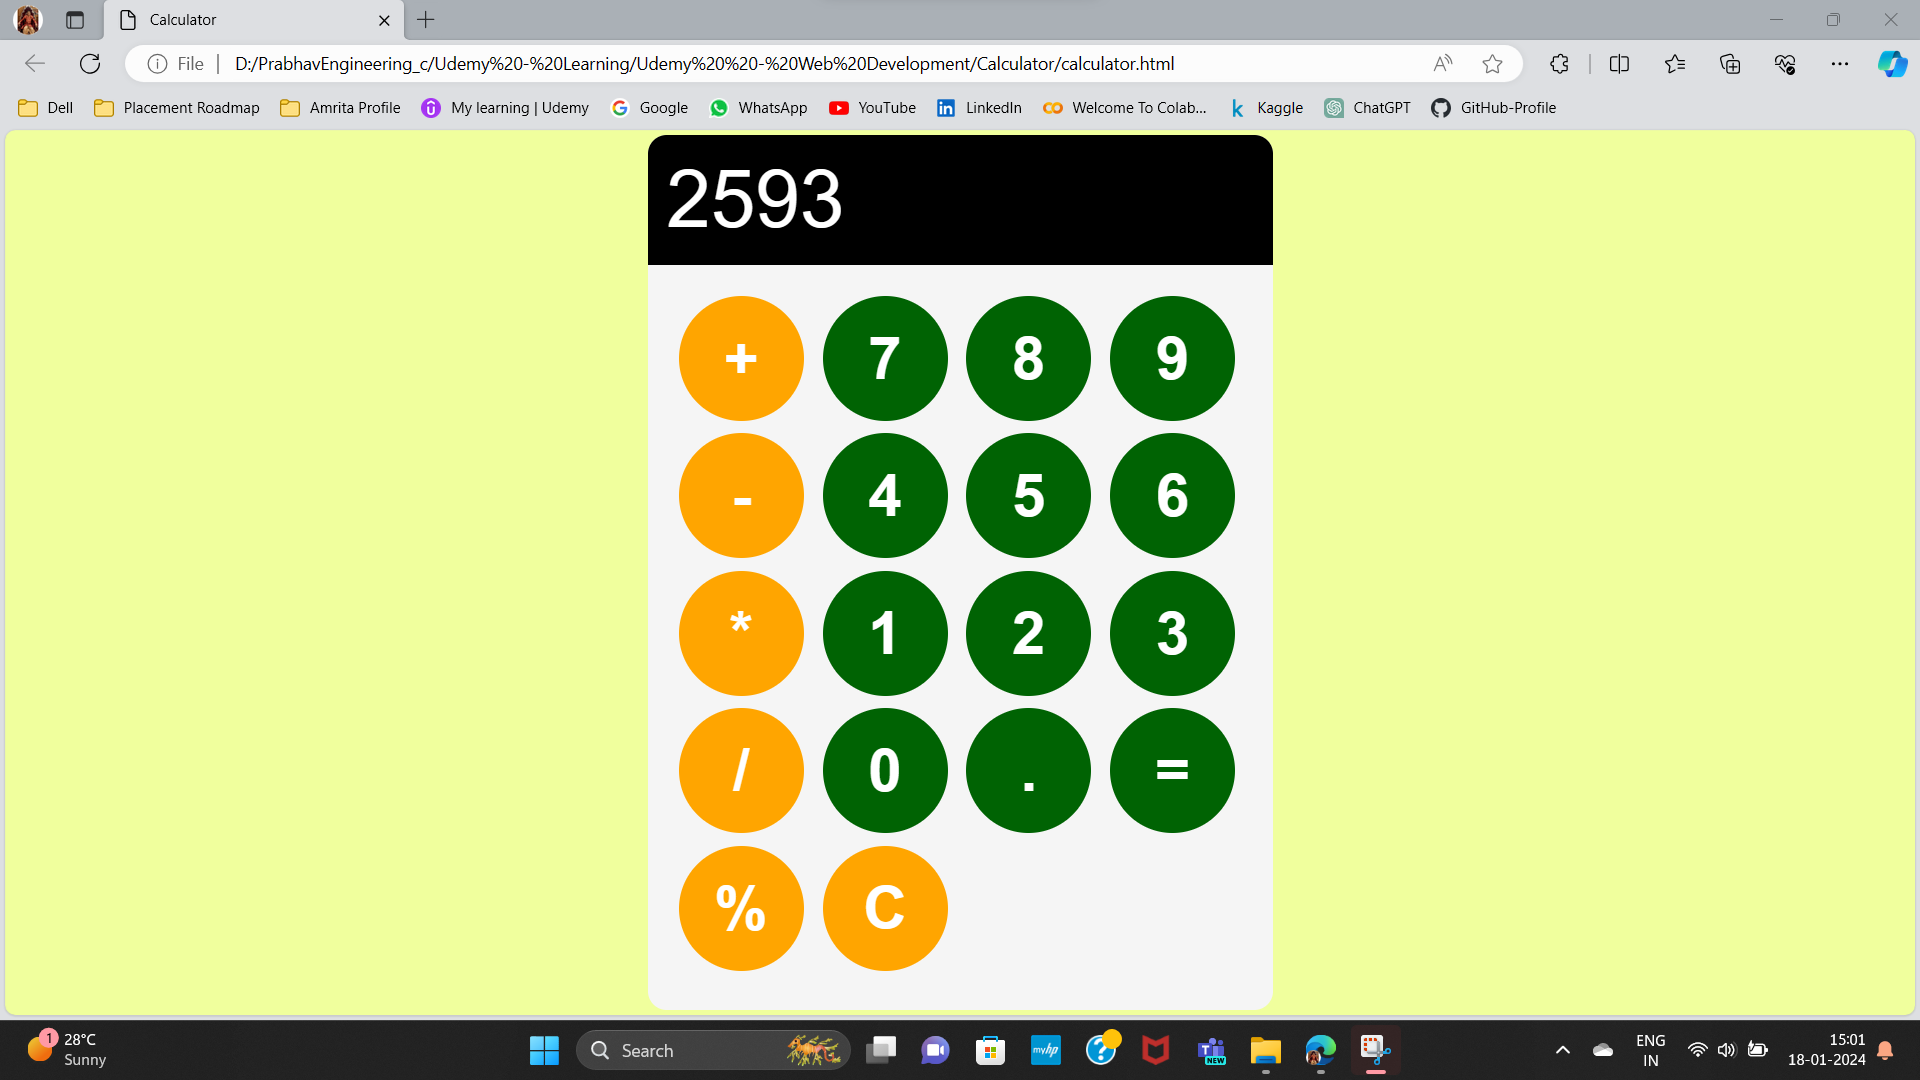 Calculator
File
D:/PrabhavEngineering_c/Udemy%20-%20Learning/Udemy%20%20-%20Web%20Development/Calculator/calculator.html
Dell
Placement Roadmap
Amrita Profile
My learning | Udemy
Google
WhatsApp
YouTube
LinkedIn
Welcome To Colab...
Kaggle
ChatGPT
GitHub-Profile
2593
+ 7 8 9
- 4 5 6
* 1 2 3
/ 0 . =
% C
1
28°C
Sunny
Search
myhp
NEW
ENG
IN
15:01
18-01-2024